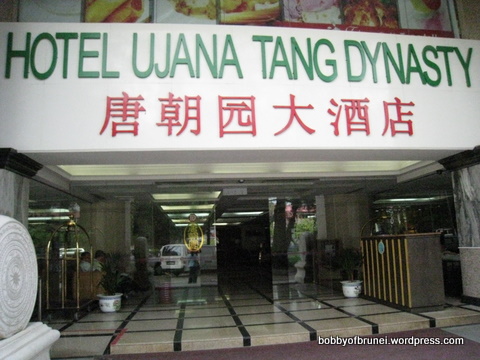 HOTEL UJANA TANG DYNASTY
唐朝园大酒店
bobbyofbrunei.wordpress.com